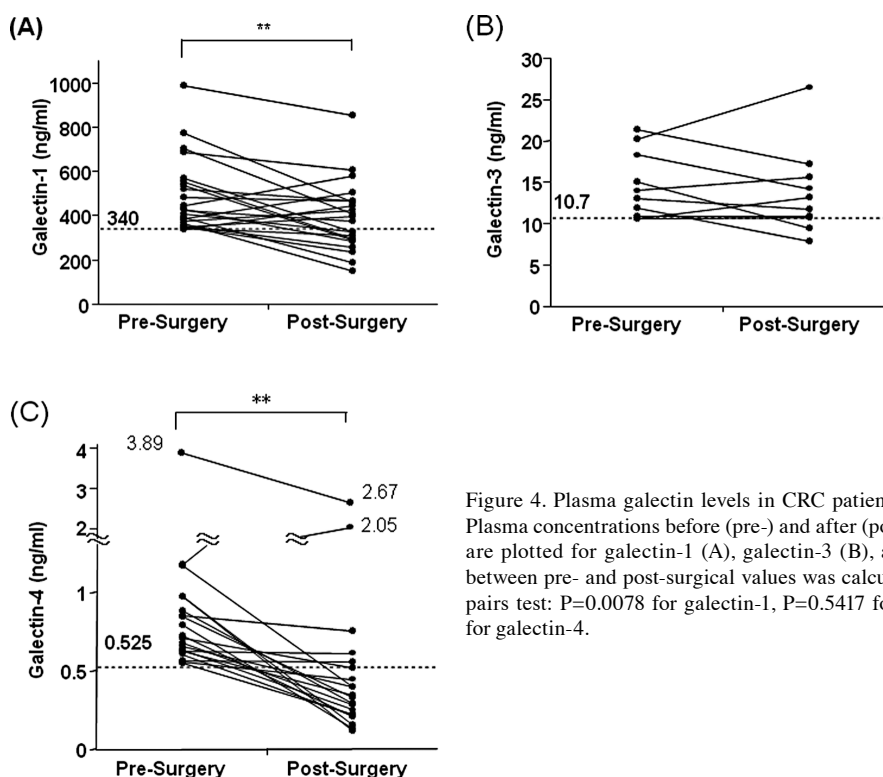 (A)
**
Galectin-1 (ng/ml)
1000
800
600
400
340
200
0
Pre-Surgery Post-Surgery
(B)
Galectin-3 (ng/ml)
30
25
20
15
10.7
10
5
0
Pre-Surgery Post-Surgery
(C)
**
Galectin-4 (ng/ml)
4
3.89
3
2.67
2
2.05
1
0.525
0.5
0
Pre-Surgery Post-Surgery
Figure 4. Plasma galectin levels in CRC patien
Plasma concentrations before (pre-) and after (po
are plotted for galectin-1 (A), galectin-3 (B), a
between pre- and post-surgical values was calcu
pairs test: P=0.0078 for galectin-1, P=0.5417 fo
for galectin-4.